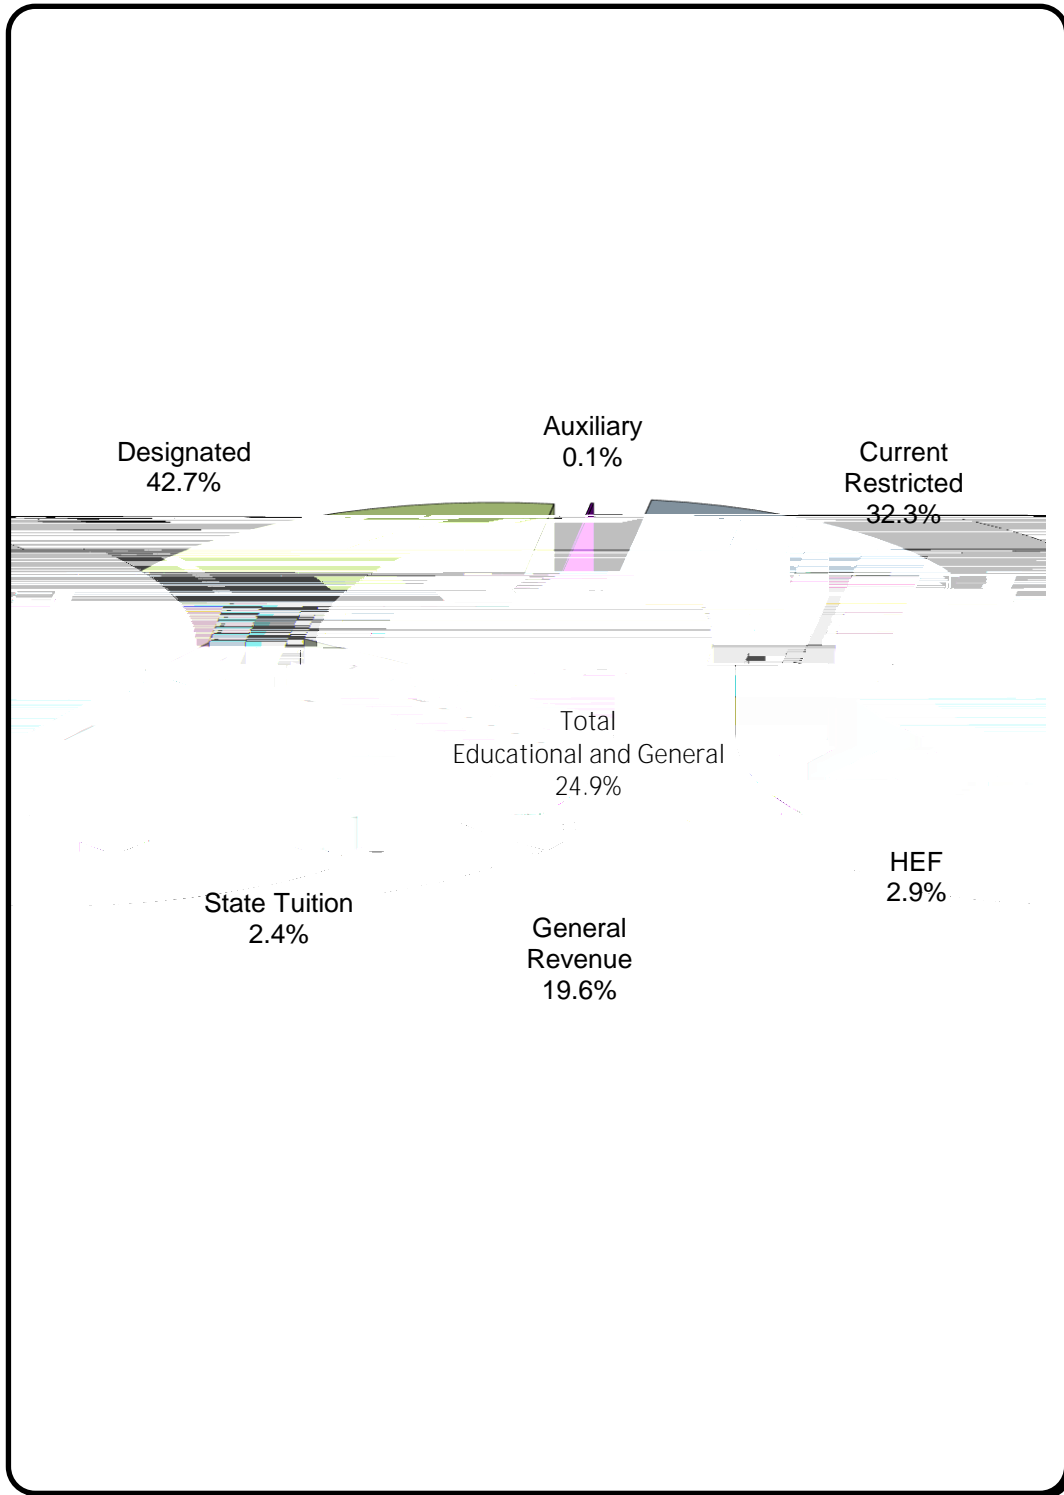 Auxiliary
0.1%
Designated
42.7%
Current
Restricted
32.3%
Total
Educational and General
24.9%
HEF
2.9%
State Tuition
2.4%
General
Revenue
19.6%